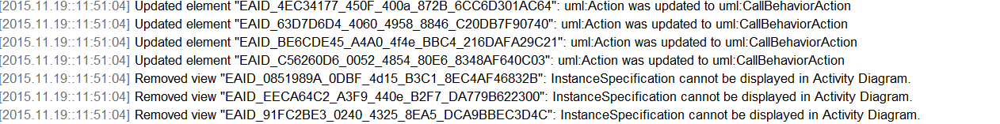 [2015.11.19::11:51:04] Updated element "EAID_4EC34177_450F_400a_872B_6CC6D301AC64": uml:Action was updated to uml:CallBehaviorAction
[2015.11.19::11:51:04] Updated element "EAID_63D7D6D4_4060_4958_8846_C20DB7F90740": uml:Action was updated to uml:CallBehaviorAction
[2015.11.19::11:51:04] Updated element "EAID_BE6CDE45_A4A0_4f4e_BBC4_216DAFA29C21": uml:Action was updated to uml:CallBehaviorAction
[2015.11.19::11:51:04] Updated element "EAID_C56260D6_0052_4854_80E6_8348AF640C03": uml:Action was updated to uml:CallBehaviorAction
[2015.11.19::11:51:04] Removed view "EAID_0851989A_0DBF_4d15_B3C1_8EC4AF46832B": InstanceSpecification cannot be displayed in Activity Diagram.
[2015.11.19::11:51:04] Removed view "EAID_EECA64C2_A3F9_440e_B2F7_DA779B622300": InstanceSpecification cannot be displayed in Activity Diagram.
[2015.11.19::11:51:04] Removed view "EAID_91FC2BE3_0240_4325_8EA5_DCA9BBEC3D4C": InstanceSpecification cannot be displayed in Activity Diagram.